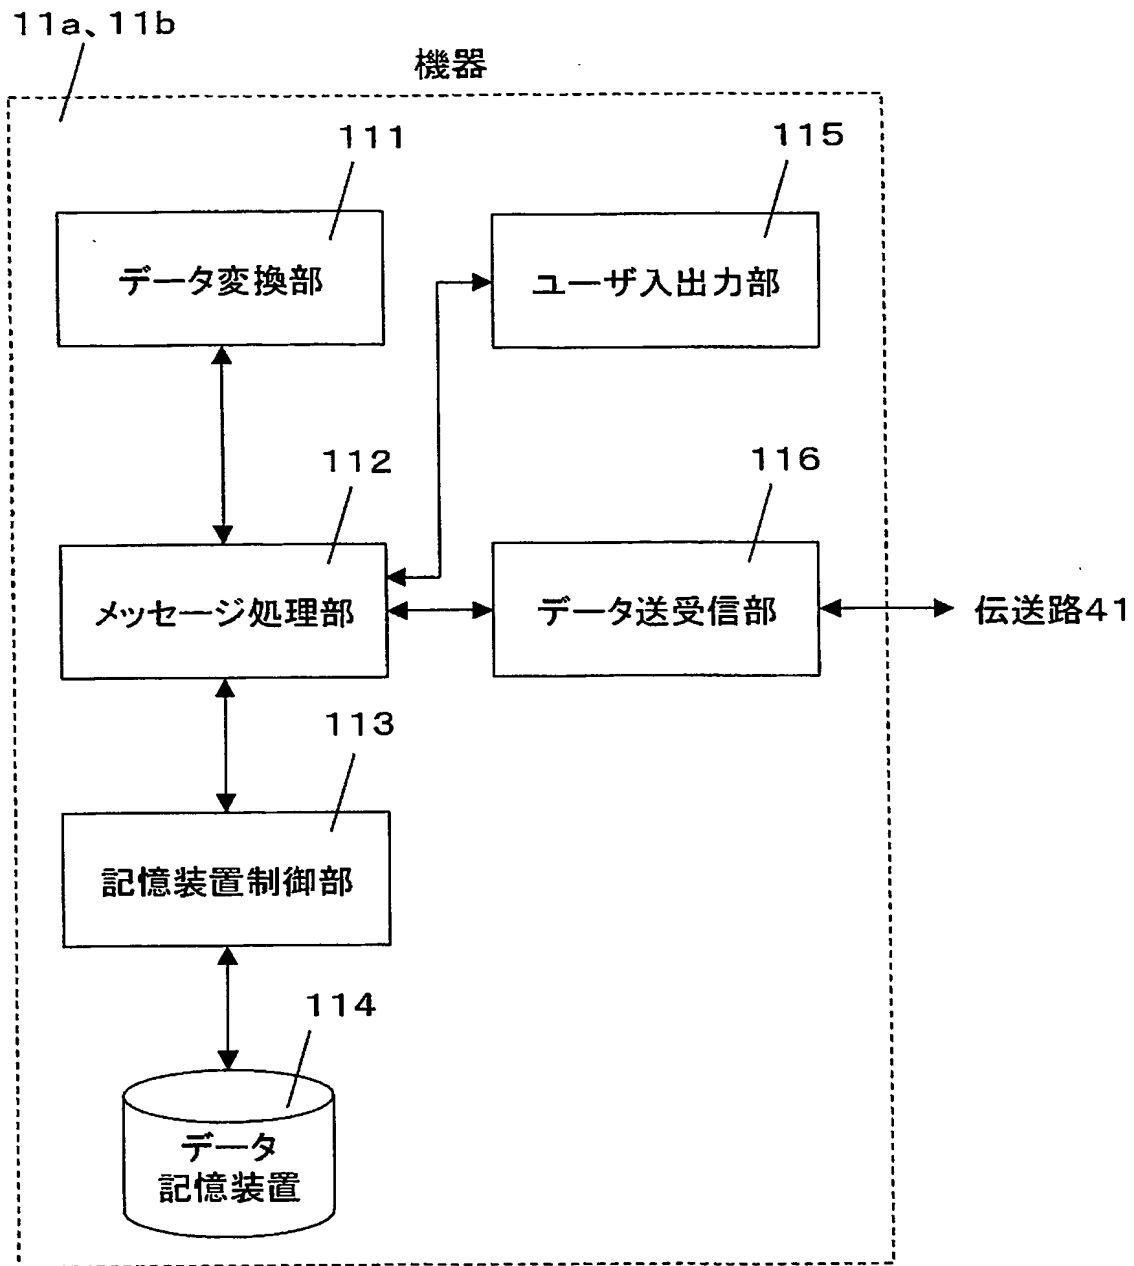 11a、11b
機器
111
115
データ変換部
ユーザ入出力部
112
116
メッセージ処理部
データ送受信部
伝送路41
113
記憶装置制御部
114
データ
記憶装置